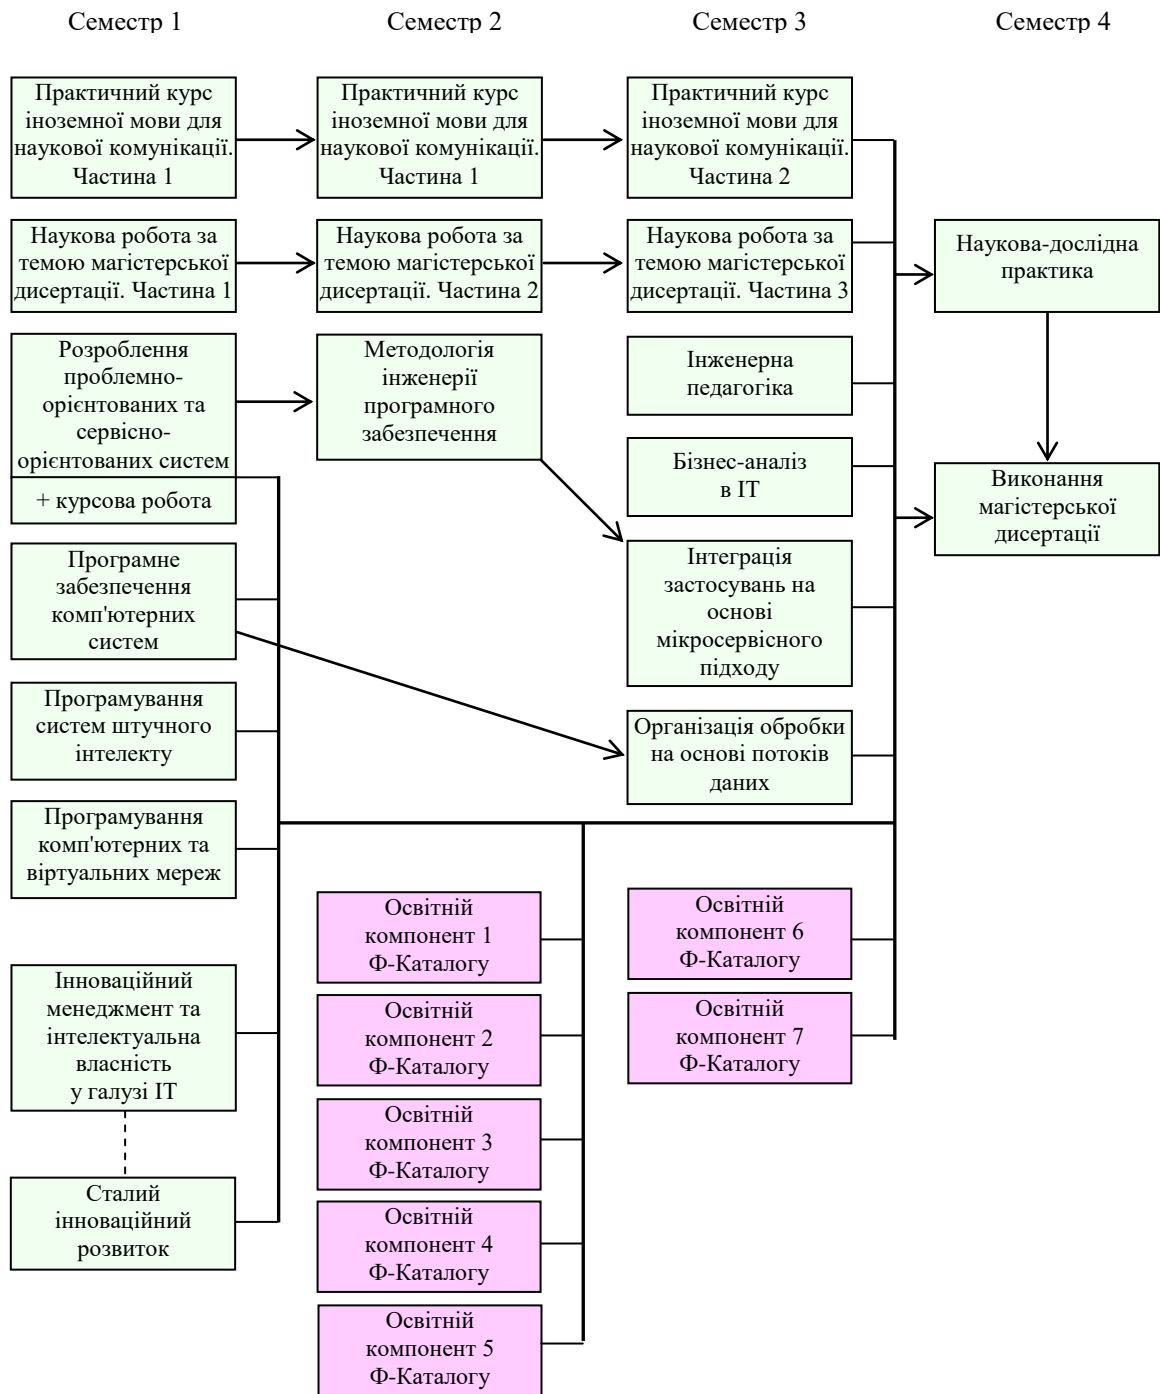 Семестр 1
Семестр 2
Семестр 3
Семестр 4
Практичний курс
іноземної мови для
наукової комунікації.
Частина 1
Практичний курс
іноземної мови для
наукової комунікації.
Частина 1
Практичний курс
іноземної мови для
наукової комунікації.
Частина 2
Наукова робота за
темою магістерської
дисертації. Частина 1
Наукова робота за
темою магістерської
дисертації. Частина 2
Наукова робота за
темою магістерської
дисертації. Частина 3
Наукова-дослідна
практика
Розроблення
проблемно-
орієнтованих та
сервісно-
орієнтованих систем
+ курсова робота
Методологія
інженерії
програмного
забезпечення
Інженерна
педагогіка
Бізнес-аналіз
в ІТ
Виконання
магістерської
дисертації
Програмне
забезпечення
комп'ютерних
систем
Інтеграція
застосувань на
основі
мікросервісного
підходу
Програмування
систем штучного
інтелекту
Організація обробки
на основі потоків
даних
Програмування
комп'ютерних та
віртуальних мереж
Освітній
компонент 1
Ф-Каталогу
Освітній
компонент 6
Ф-Каталогу
Інноваційний
менеджмент та
інтелектуальна
власність
у галузі ІТ
Освітній
компонент 2
Ф-Каталогу
Освітній
компонент 7
Ф-Каталогу
Освітній
компонент 3
Ф-Каталогу
Сталий
інноваційний
розвиток
Освітній
компонент 4
Ф-Каталогу
Освітній
компонент 5
Ф-Каталогу